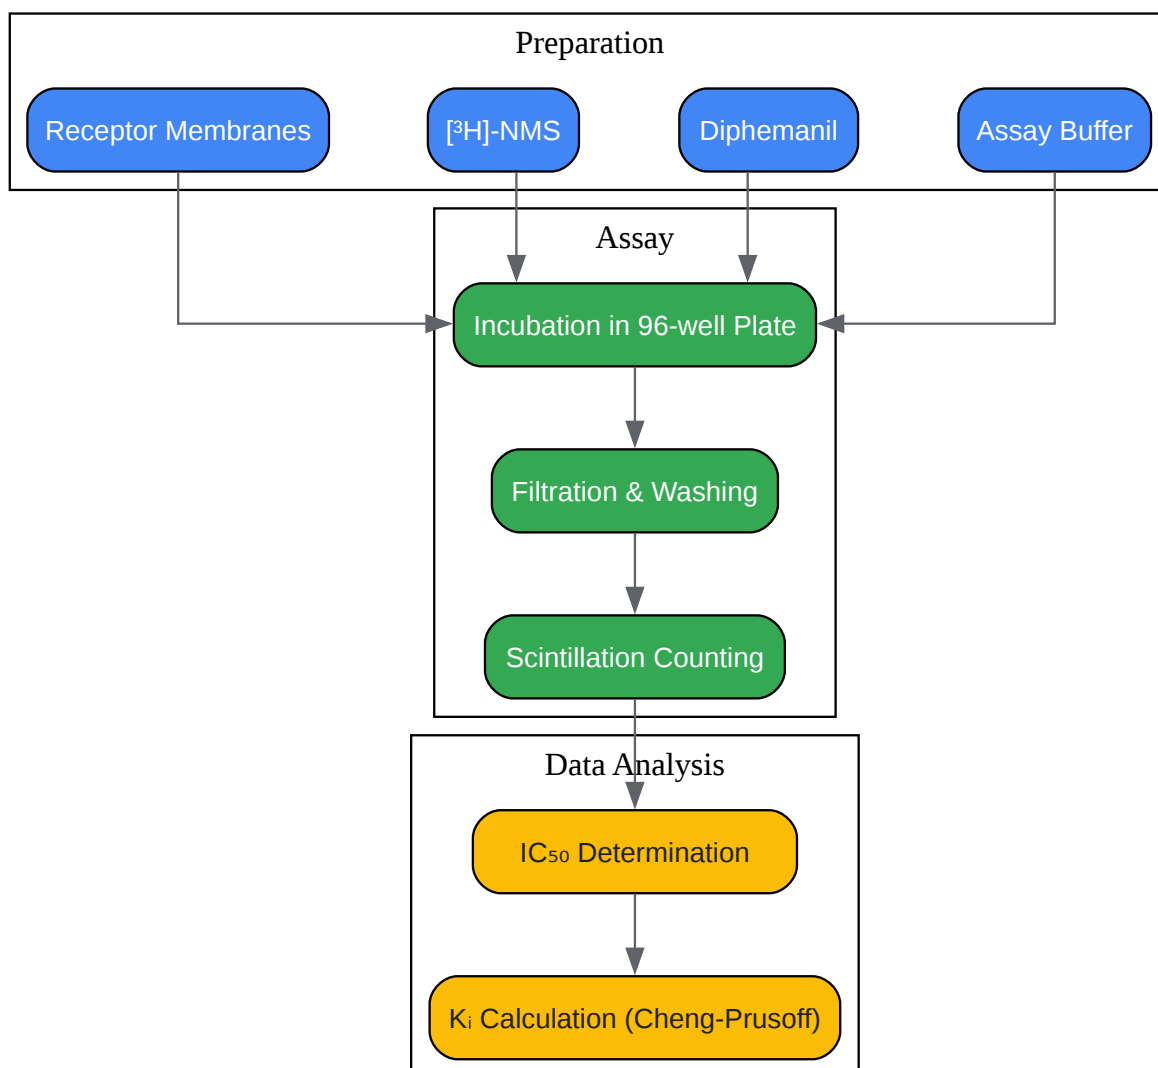 Preparation
Receptor Membranes
[³H]-NMS
Diphemanil
Assay Buffer
Assay
Incubation in 96-well Plate
Filtration & Washing
Scintillation Counting
Data Analysis
IC₅₀ Determination
Kᵢ Calculation (Cheng-Prusoff)